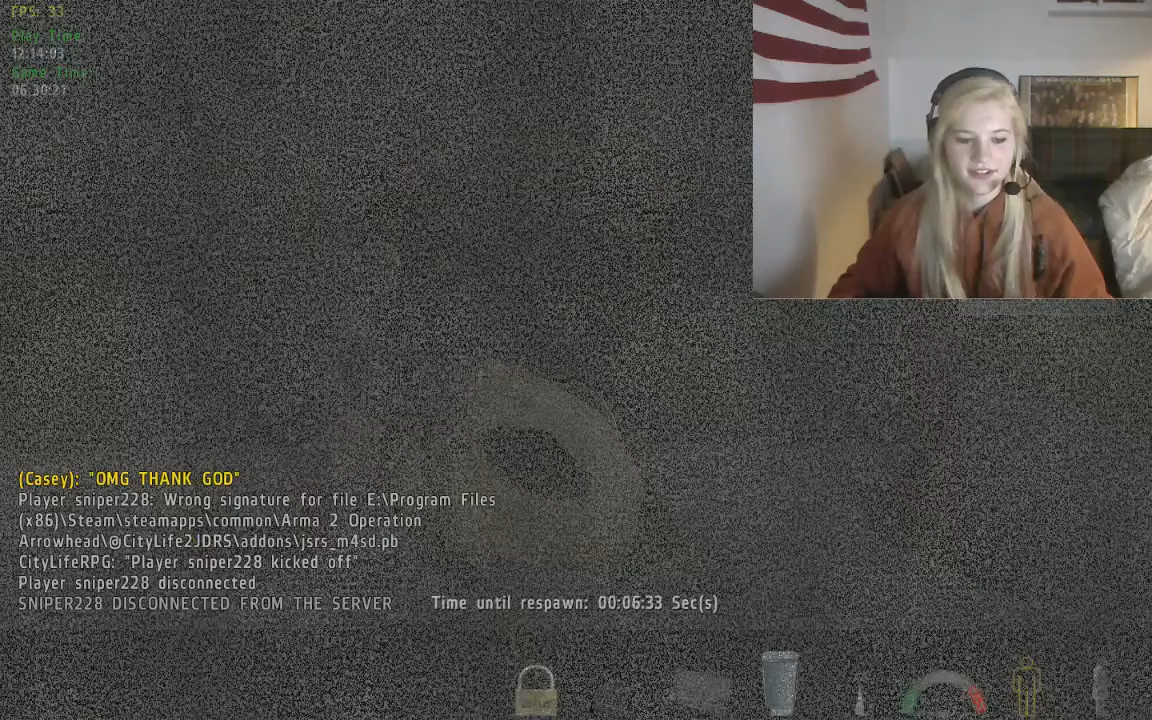 FPS: 33
Play Time
12:14:03
Game Time
06:30:21
(Casey): "OMG THANK GOD"
Player sniper228: Wrong signature for file E:\Program Files
(x86)\Steam\steamapps\common\Arma 2 Operation
Arrowhead\@CityLife2JDRS\addons\jsrs_m4sd.pb
CityLifeRPG: "Player sniper228 kicked off"
Player sniper228 disconnected
SNIPER228 DISCONNECTED FROM THE SERVER
Time until respawn: 00:06:33 Sec(s)